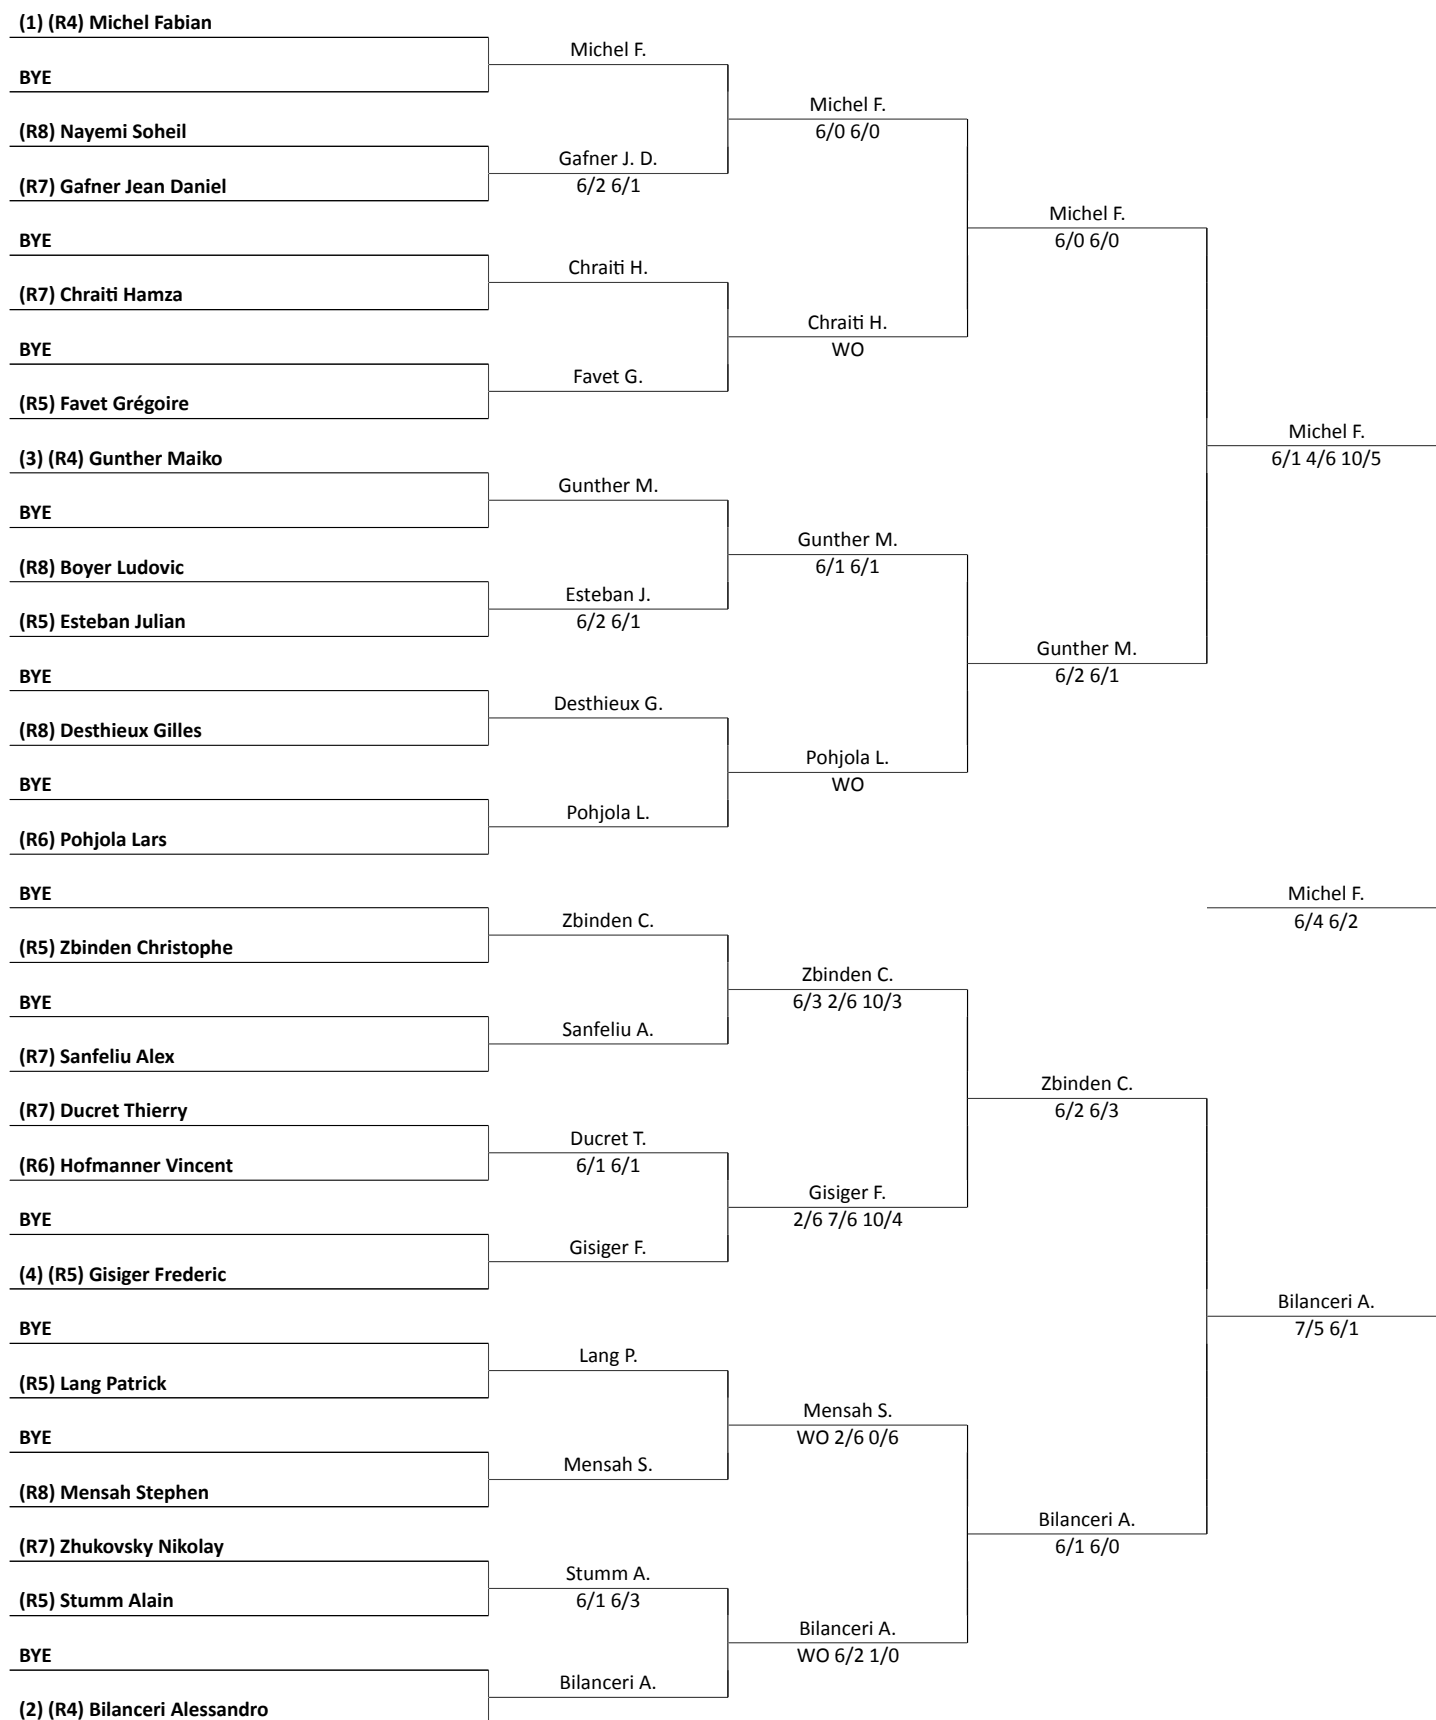 (1) (R4) Michel Fabian
BYE
(R8) Nayemi Soheil
(R7) Gafner Jean Daniel
BYE
(R7) Chraiti Hamza
BYE
(R5) Favet Grégoire
(3) (R4) Gunther Maiko
BYE
(R8) Boyer Ludovic
(R5) Esteban Julian
BYE
(R8) Desthieux Gilles
BYE
(R6) Pohjola Lars
BYE
(R5) Zbinden Christophe
BYE
(R7) Sanfeliu Alex
(R7) Ducret Thierry
(R6) Hofmanner Vincent
BYE
(4) (R5) Gisiger Frederic
BYE
(R5) Lang Patrick
BYE
(R8) Mensah Stephen
(R7) Zhukovsky Nikolay
(R5) Stumm Alain
BYE
(2) (R4) Bilanceri Alessandro
Michel F.
Gafner J. D.
6/2 6/1
Chraiti H.
Favet G.
Gunther M.
Esteban J.
6/2 6/1
Desthieux G.
Pohjola L.
Zbinden C.
Sanfeliu A.
Ducret T.
6/1 6/1
Gisiger F.
Lang P.
Mensah S.
Stumm A.
6/1 6/3
Bilanceri A.
Michel F.
6/0 6/0
Chraiti H.
WO
Gunther M.
6/1 6/1
Pohjola L.
WO
Zbinden C.
6/3 2/6 10/3
Gisiger F.
2/6 7/6 10/4
Mensah S.
WO 2/6 0/6
Bilanceri A.
WO 6/2 1/0
Michel F.
6/0 6/0
Gunther M.
6/2 6/1
Zbinden C.
6/2 6/3
Bilanceri A.
6/1 6/0
Michel F.
6/1 4/6 10/5
Michel F.
6/4 6/2
Bilanceri A.
7/5 6/1